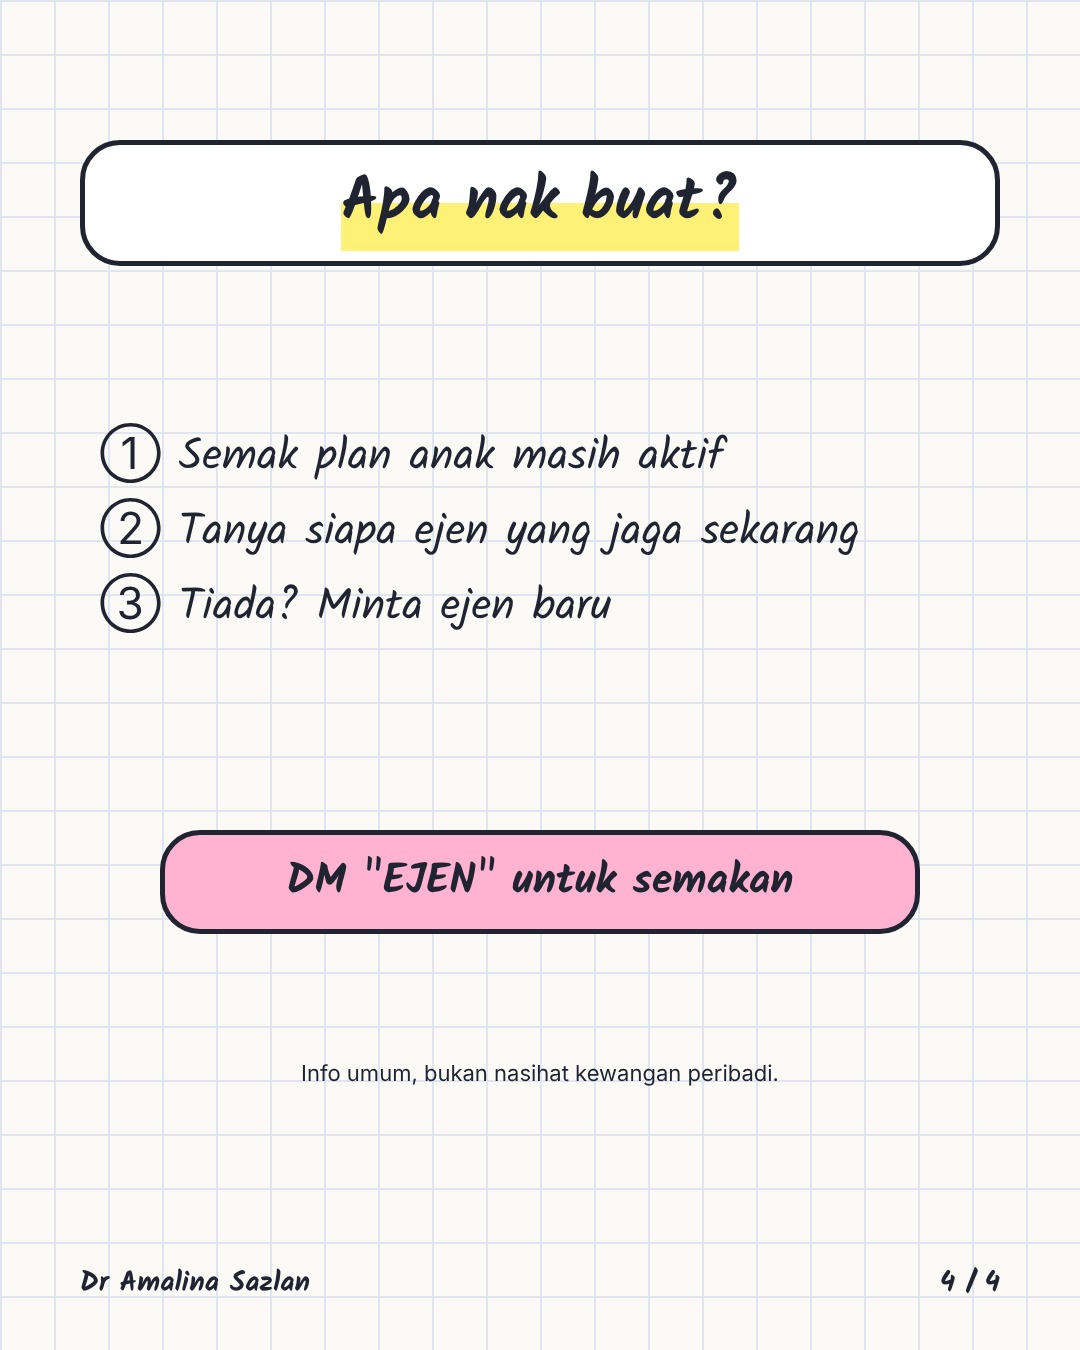 Apa nak buat?
① Semak plan anak masih aktif
② Tanya siapa ejen yang jaga sekarang
③ Tiada? Minta ejen baru
DM "EJEN" untuk semakan
Info umum, bukan nasihat kewangan peribadi.
Dr Amalina Sazlan
4 / 4